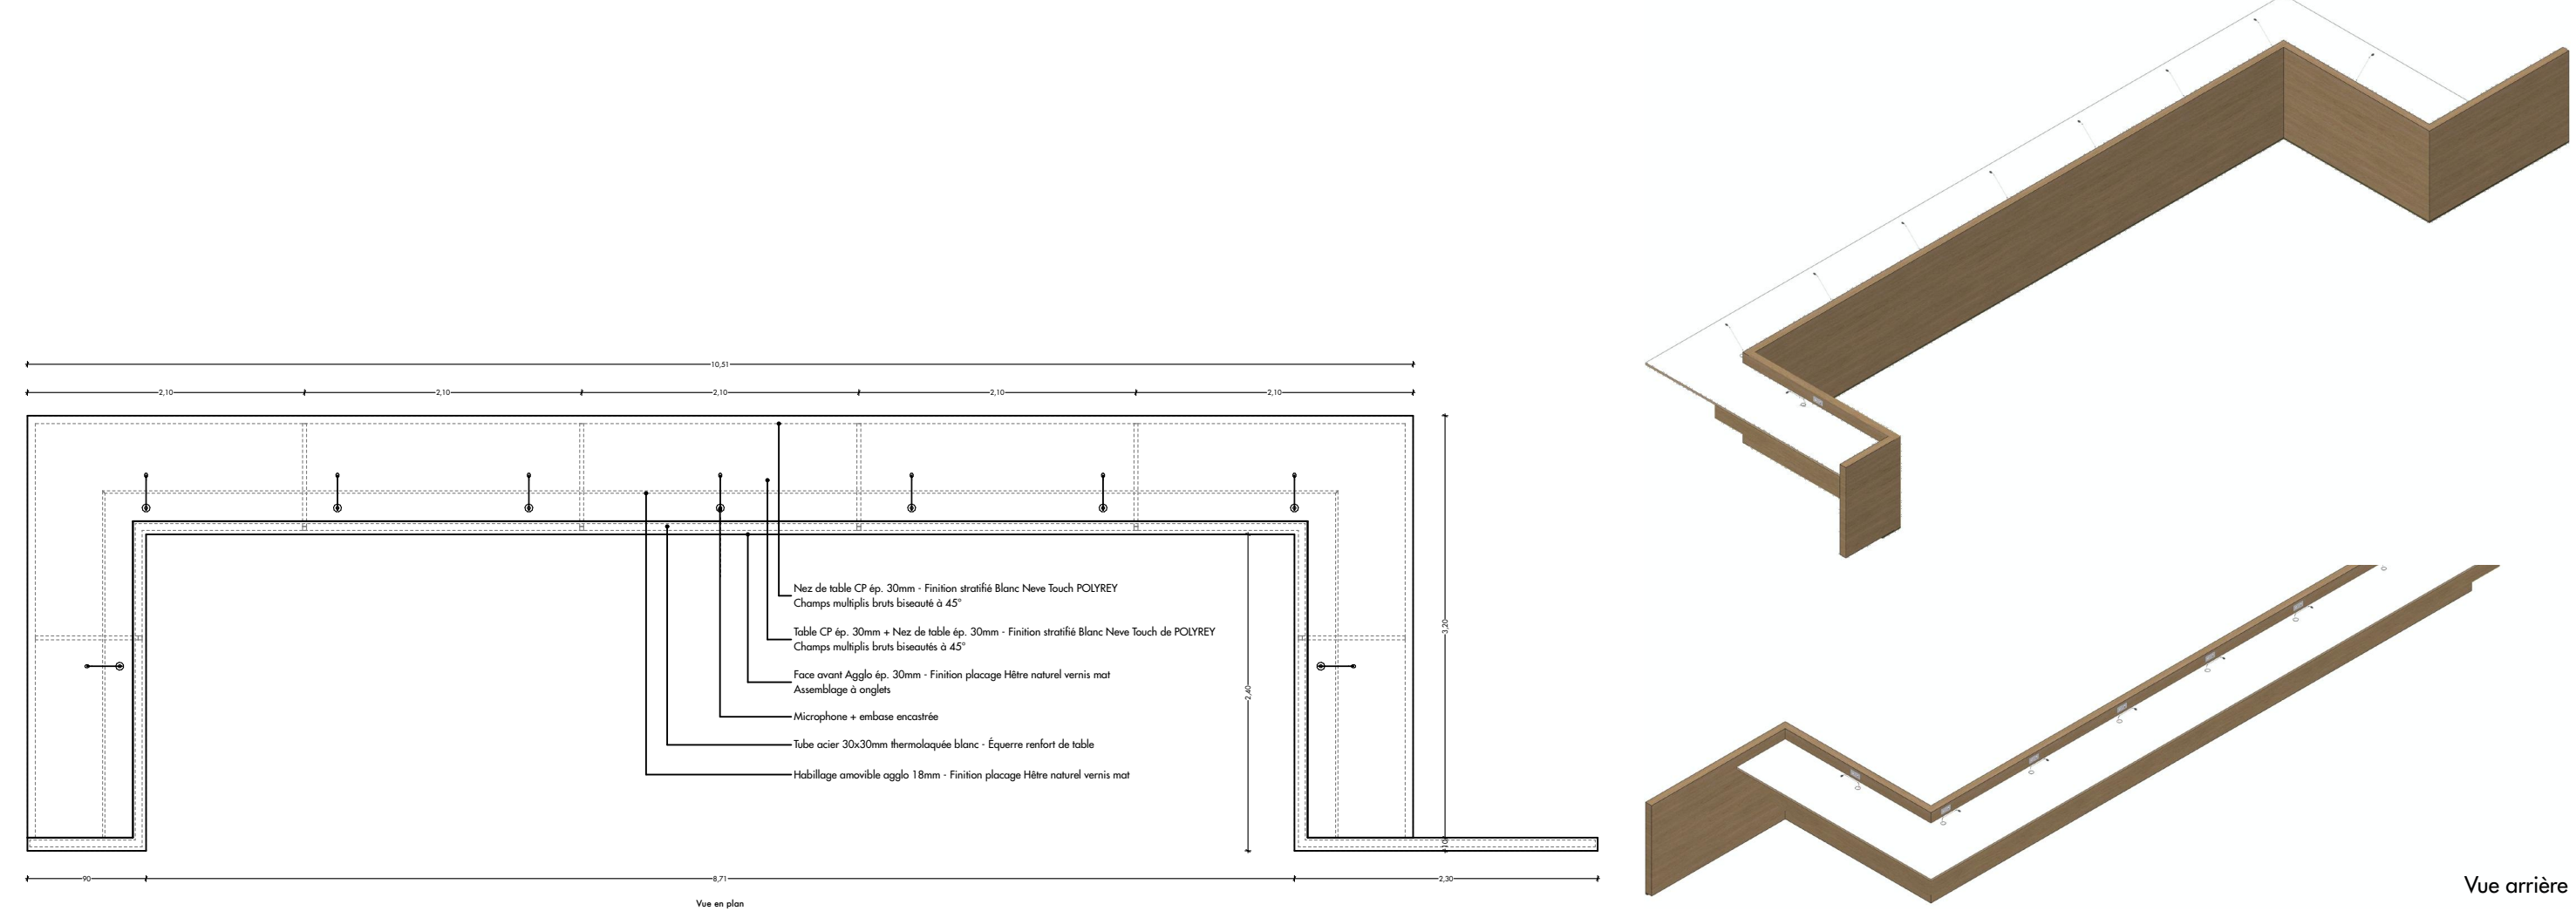 10,51
2,10
2,10
2,10
2,10
2,10
Nez de table CP ép. 30mm - Finition stratifié Blanc Neve Touch POLYREY
Champs multiplis bruts biseauté à 45°
Table CP ép. 30mm + Nez de table ép. 30mm - Finition stratifié Blanc Neve Touch de POLYREY
Champs multiplis bruts biseautés à 45°
Face avant Agglo ép. 30mm - Finition placage Hêtre naturel vernis mat
Assemblage à onglets
Microphone + embase encastrée
Tube acier 30x30mm thermolaquée blanc - Équerre renfort de table
Habillage amovible agglo 18mm - Finition placage Hêtre naturel vernis mat
3,20
2,40
10
90
8,71
2,30
Vue en plan
Vue arrière